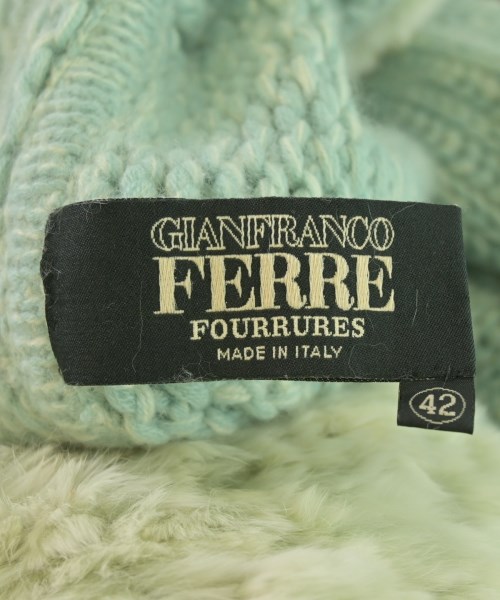 GIANFRANCO
FERRE
FOURRURES
MADE IN ITALY
42